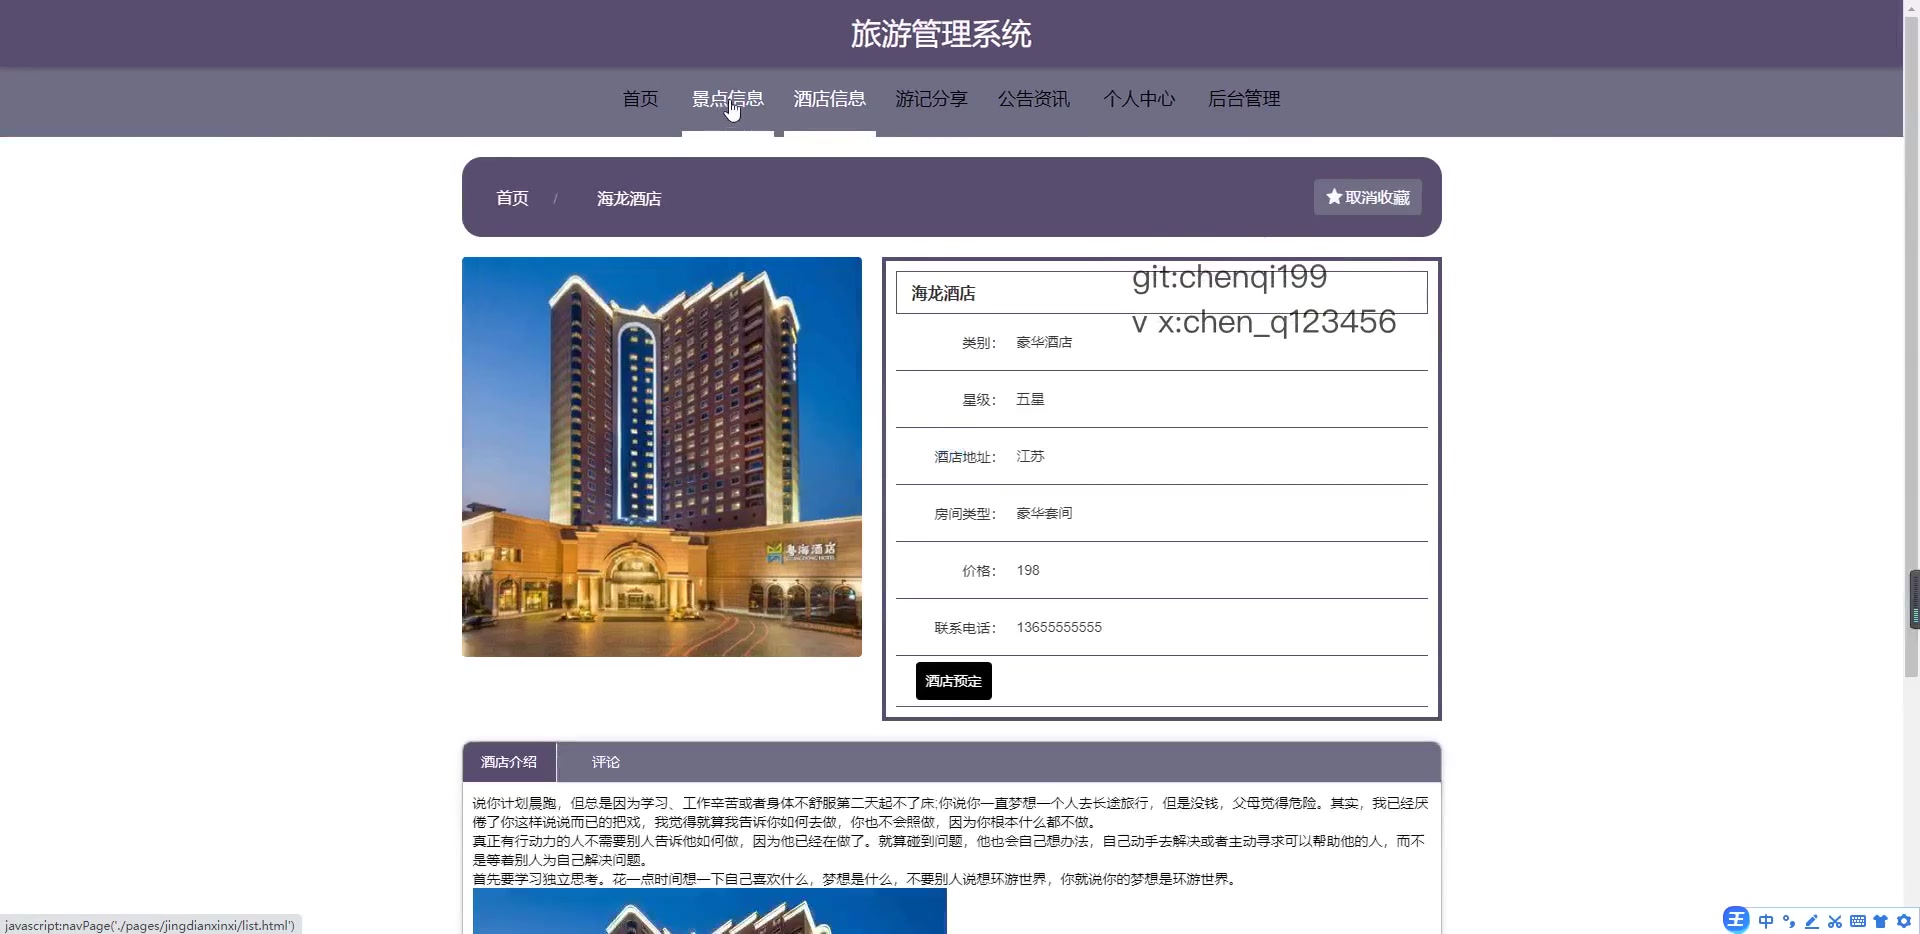 旅游管理系统
首页 景点信息 酒店信息 游记分享 公告资讯 个人中心 后台管理
首页 / 海龙酒店 取消收藏
git:chenqi199
海龙酒店
v x:chen_q123456
类别： 豪华酒店
星级： 五星
酒店地址： 江苏
房间类型： 豪华套间
价格： 198
联系电话： 13655555555
酒店预定
粤海酒店
GUANGDONG HOTEL
酒店介绍 评论
说你计划晨跑，但总是因为学习、工作辛苦或者身体不舒服第二天起不了床;你说你一直梦想一个人去长途旅行，但是没钱，父母觉得危险。其实，我已经厌
倦了你这样说说而已的把戏，我觉得就算我告诉你如何去做，你也不会照做，因为你根本什么都不做。
真正有行动力的人不需要别人告诉他如何做，因为他已经在做了。就算碰到问题，他也会自己想办法，自己动手去解决或者主动寻求可以帮助他的人，而不
是等着别人为自己解决问题。
首先要学习独立思考。花一点时间想一下自己喜欢什么，梦想是什么，不要别人说想环游世界，你就说你的梦想是环游世界。
javascript:navPage('./pages/jingdianxinxi/list.html')
王 中